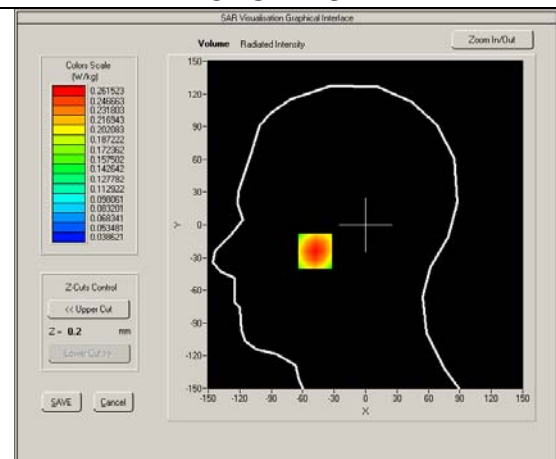 SAR Visualisation Graphical Interface
Volume Radiated Intensity
Zoom In/Out
Colors Scale
(W/kg)
0.261523
0.246663
0.231803
0.216943
0.202083
0.187222
0.172362
0.157502
0.142642
0.127782
0.112922
0.098061
0.083201
0.068341
0.053481
0.038621
Z-Cuts Control
<< Upper Cut
Z = 0.2 mm
Lower Cut >>
SAVE
Cancel
150
120
90
60
30
0
-30
-60
-90
-120
-150
Y
-150 -120 -90 -60 -30 0 30 60 90 120 150
X